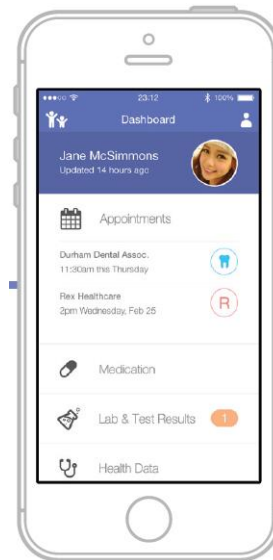 23:12 100%
Dashboard
Jane McSimmons
Updated 14 hours ago
Appointments
Durham Dental Assoc.
11:30am this Thursday
Rex Healthcare
2pm Wednesday, Feb 25
R
Medication
Lab & Test Results 1
Health Data